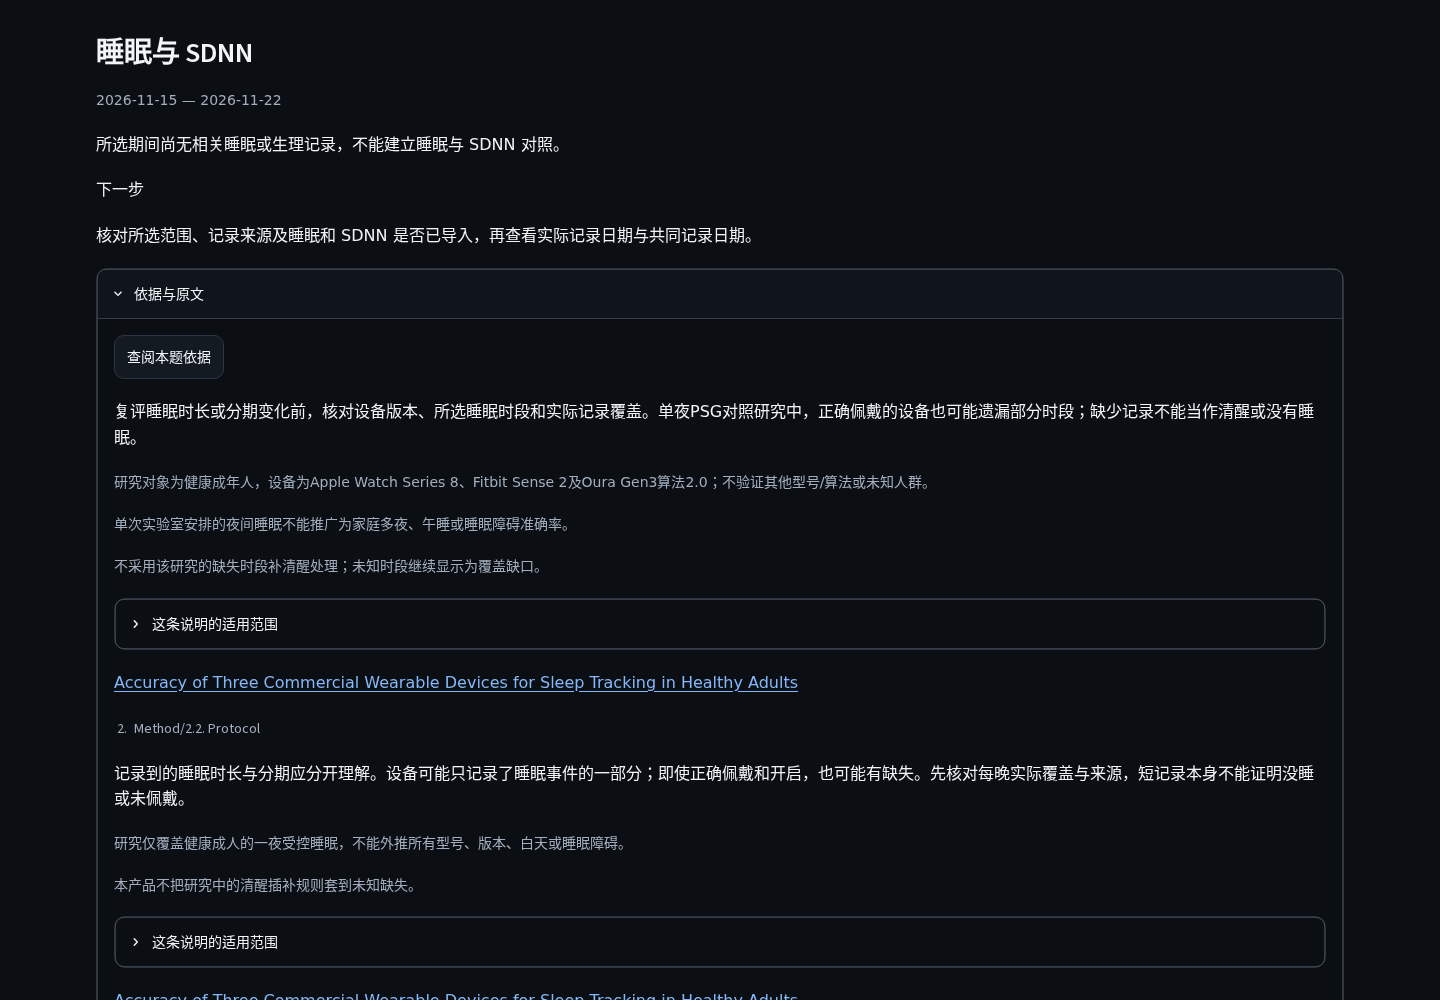 睡眠与 SDNN
2026-11-15 — 2026-11-22
所选期间尚无相关睡眠或生理记录，不能建立睡眠与 SDNN 对照。
下一步
核对所选范围、记录来源及睡眠和 SDNN 是否已导入，再查看实际记录日期与共同记录日期。
依据与原文
查阅本题依据
复评睡眠时长或分期变化前，核对设备版本、所选睡眠时段和实际记录覆盖。单夜PSG对照研究中，正确佩戴的设备也可能遗漏部分时段；缺少记录不能当作清醒或没有睡
眠。
研究对象为健康成年人，设备为Apple Watch Series 8、Fitbit Sense 2及Oura Gen3算法2.0；不验证其他型号/算法或未知人群。
单次实验室安排的夜间睡眠不能推广为家庭多夜、午睡或睡眠障碍准确率。
不采用该研究的缺失时段补清醒处理；未知时段继续显示为覆盖缺口。
这条说明的适用范围
Accuracy of Three Commercial Wearable Devices for Sleep Tracking in Healthy Adults
2. Method/2.2. Protocol
记录到的睡眠时长与分期应分开理解。设备可能只记录了睡眠事件的一部分；即使正确佩戴和开启，也可能有缺失。先核对每晚实际覆盖与来源，短记录本身不能证明没睡
或未佩戴。
研究仅覆盖健康成人的一夜受控睡眠，不能外推所有型号、版本、白天或睡眠障碍。
本产品不把研究中的清醒插补规则套到未知缺失。
这条说明的适用范围
Accuracy of Three Commercial Wearable Devices for Sleep Tracking in Healthy Adults